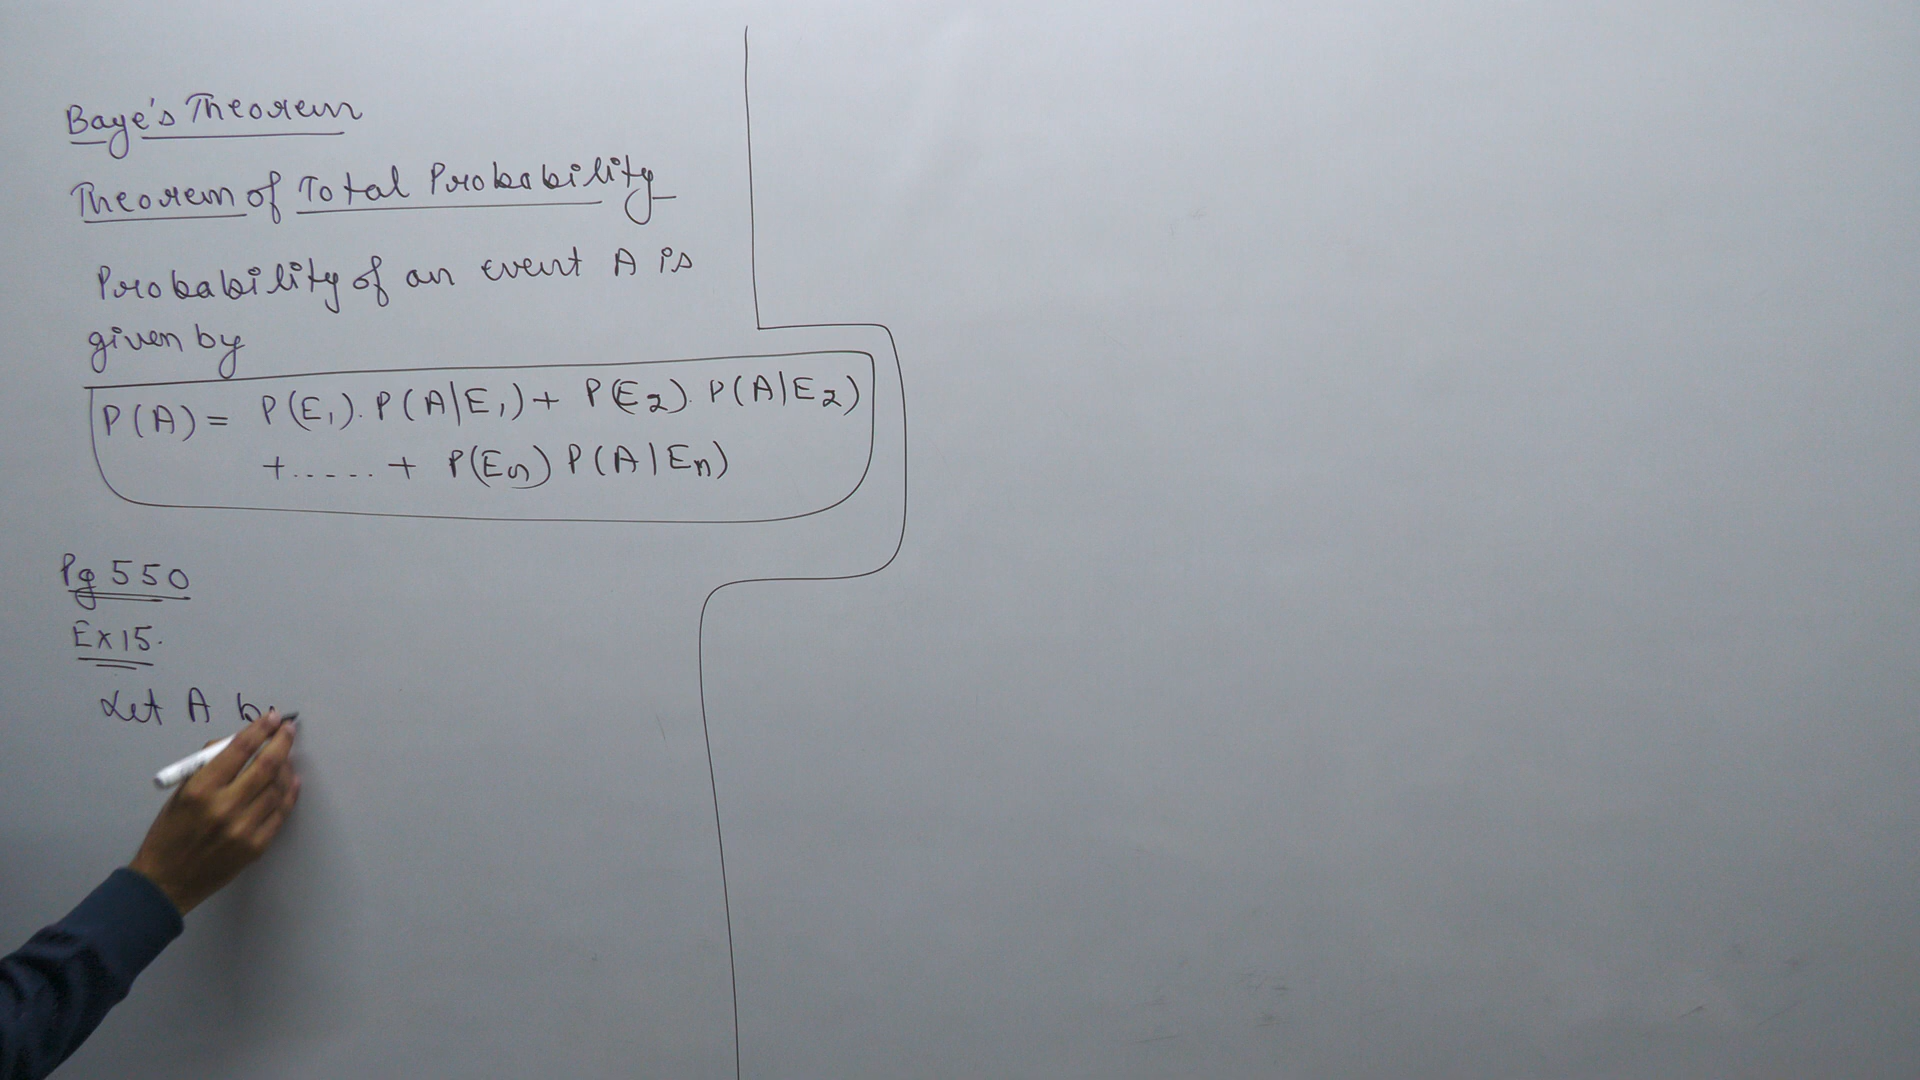 Baye's Theorem
Theorem of Total Probability
Probability of an event A is
given by
P(A) = P(E₁). P(A|E₁) + P(E₂). P(A|E₂)
+ ..... + P(Eₙ) P(A|Eₙ)
Pg 550
Ex 15.
Let A